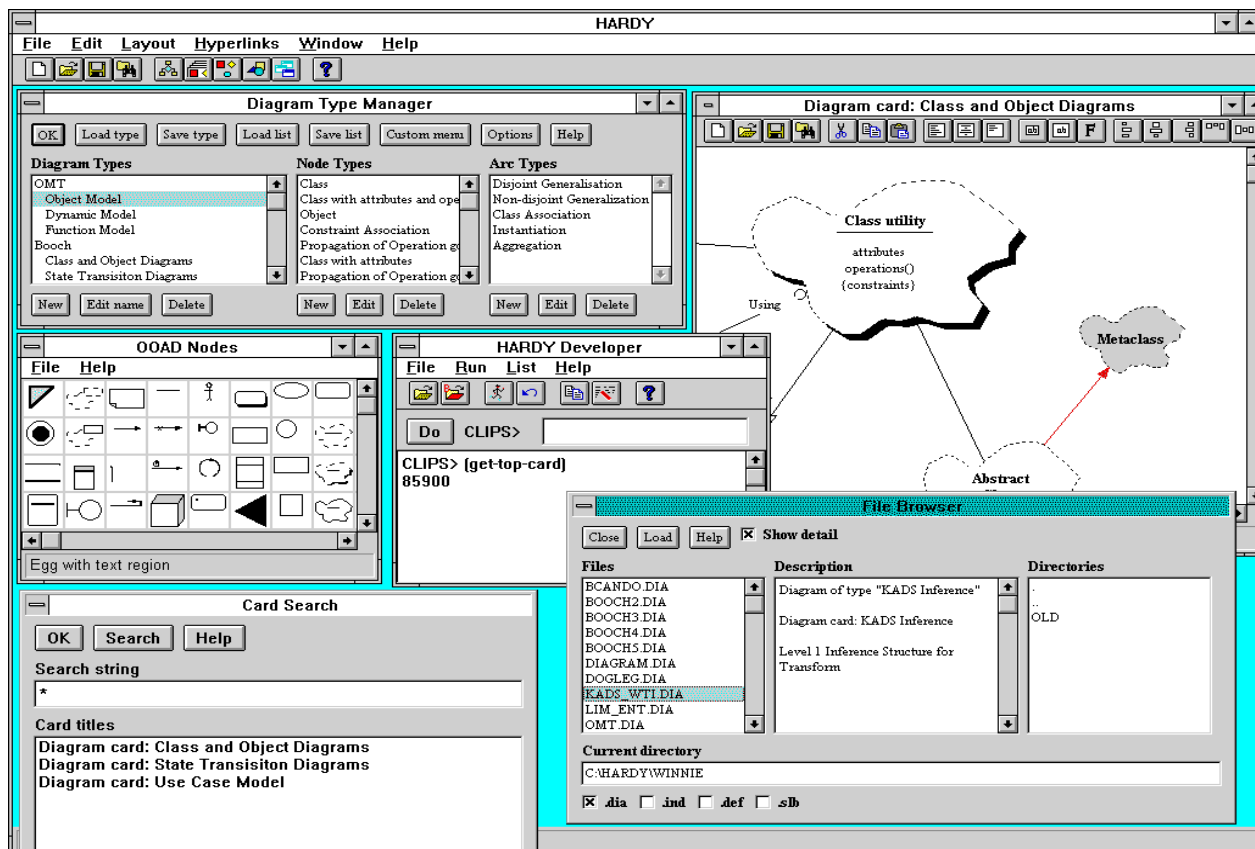 HARDY
File Edit Layout Hyperlinks Window Help
Diagram Type Manager
OK Load type Save type Load list Save list Custom menu Options Help
Diagram Types
OMT
Object Model
Dynamic Model
Function Model
Booch
Class and Object Diagrams
State Transisiton Diagrams
New Edit name Delete
Node Types
Class
Class with attributes and ope
Object
Constraint Association
Propagation of Operation go
Class with attributes
Propagation of Operation go
New Edit Delete
Arc Types
Disjoint Generalisation
Non-disjoint Generalization
Class Association
Instantiation
Aggregation
New Edit Delete
Diagram card: Class and Object Diagrams
ab ab F
Class utility
attributes
operations()
{constraints}
Using
Metaclass
Abstract
OOAD Nodes
File Help
Egg with text region
HARDY Developer
File Run List Help
Do CLIPS>
CLIPS> (get-top-card)
85900
Card Search
OK Search Help
Search string
*
Card titles
Diagram card: Class and Object Diagrams
Diagram card: State Transisiton Diagrams
Diagram card: Use Case Model
File Browser
Close Load Help Show detail
Files
BCANDO.DIA
BOOCH2.DIA
BOOCH3.DIA
BOOCH4.DIA
BOOCH5.DIA
DIAGRAM.DIA
DOGLEG.DIA
KADS_WTI.DIA
LIM_ENT.DIA
OMT.DIA
Description
Diagram of type "KADS Inference"
Diagram card: KADS Inference
Level 1 Inference Structure for
Transform
Directories
.
..
OLD
Current directory
C:\HARDY\WINNIE
.dia .ind .def .slb